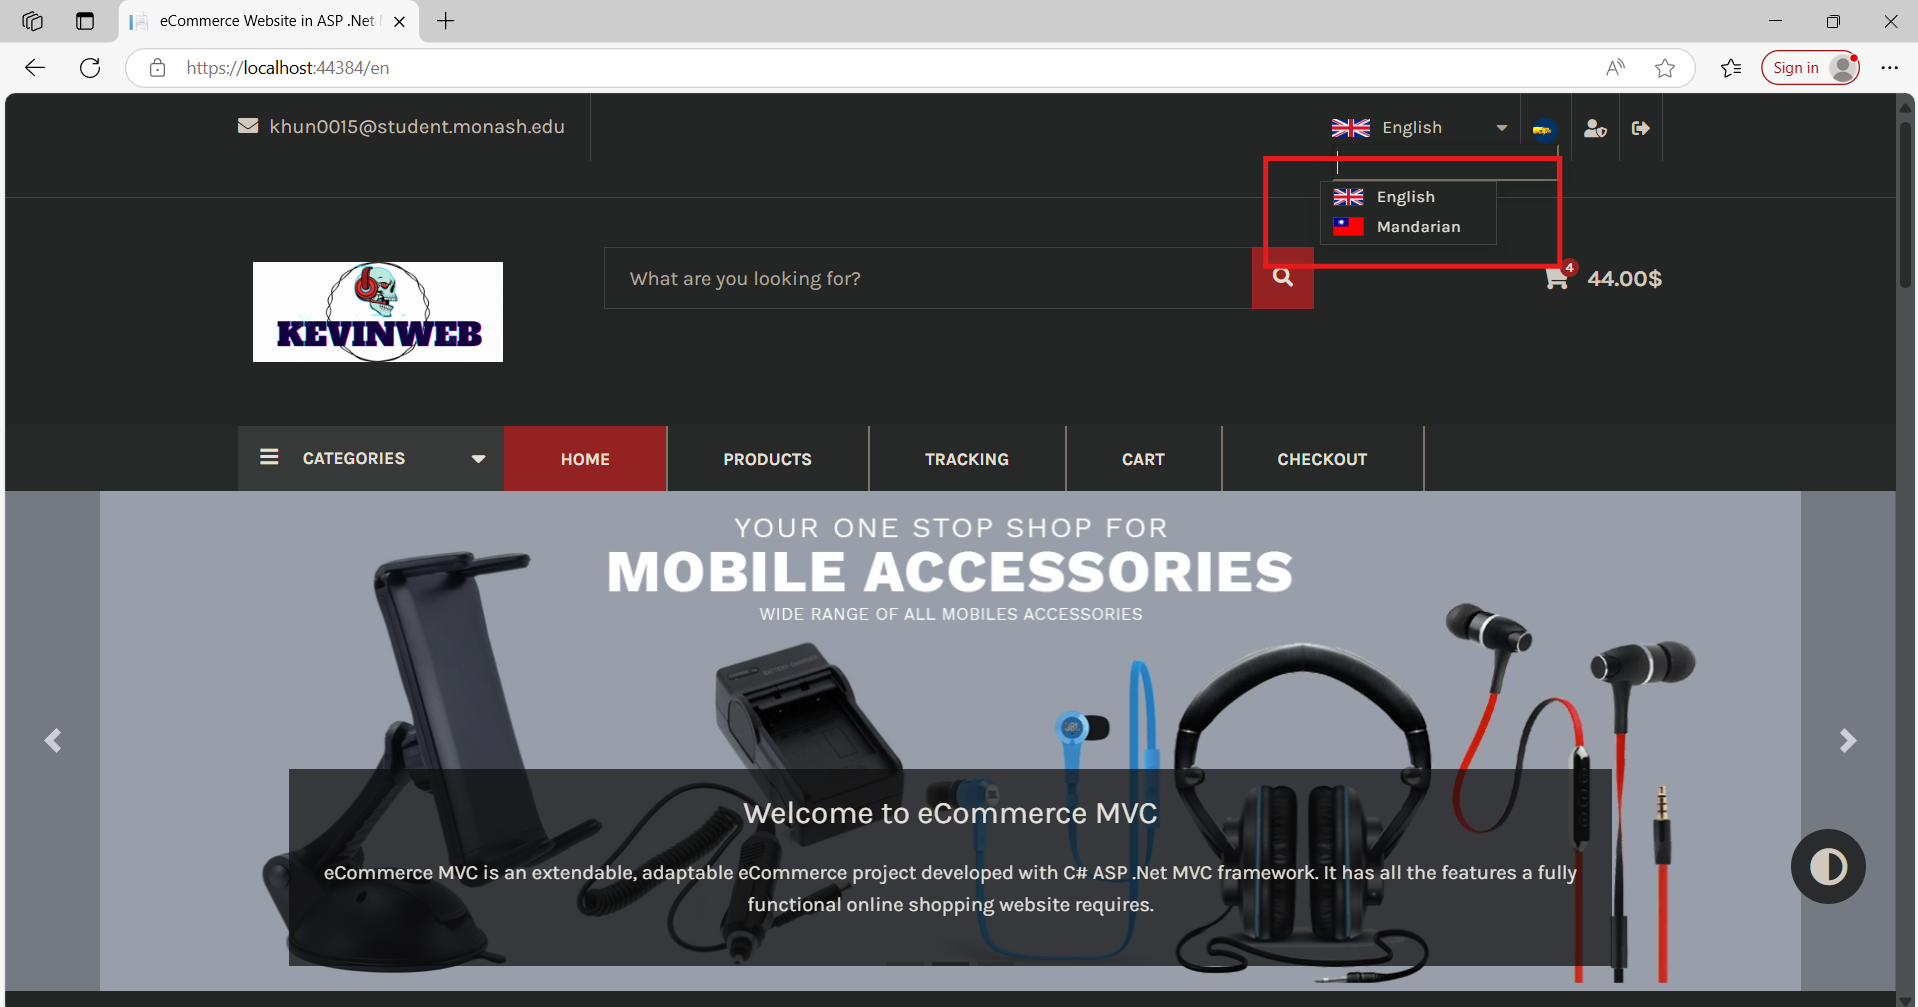 eCommerce Website in ASP .Net
https://localhost:44384/en
Sign in
khun0015@student.monash.edu
English
English
Mandarian
What are you looking for?
4
44.00$
KEVINWEB
CATEGORIES
HOME
PRODUCTS
TRACKING
CART
CHECKOUT
YOUR ONE STOP SHOP FOR
MOBILE ACCESSORIES
WIDE RANGE OF ALL MOBILES ACCESSORIES
JBL
Welcome to eCommerce MVC
eCommerce MVC is an extendable, adaptable eCommerce project developed with C# ASP .Net MVC framework. It has all the features a fully
functional online shopping website requires.